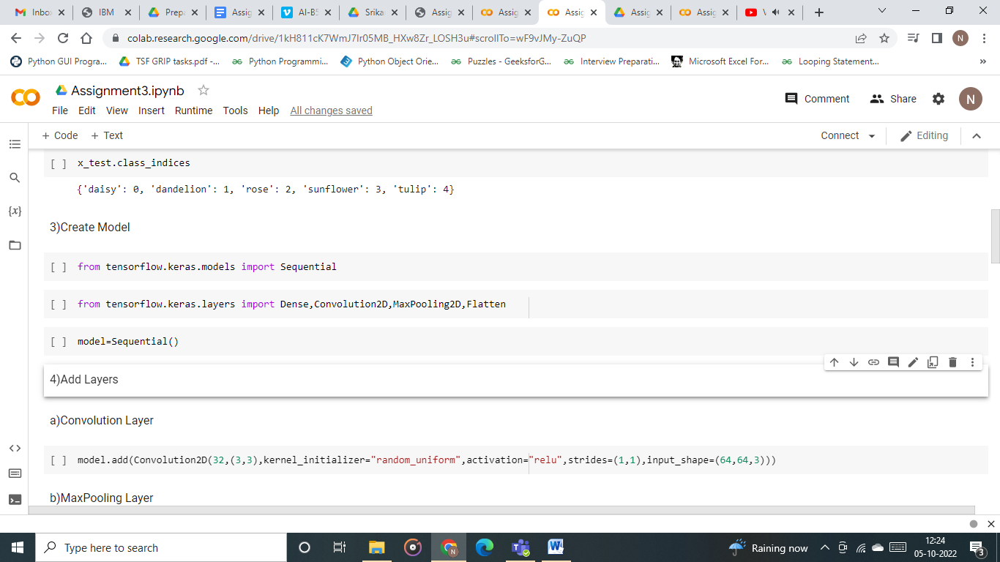 Inbo
IBM
Prep
Assig
AI-B
Srika
Assig
Assig
Assig
Assig
Assig
colab.research.google.com/drive/1kH811cK7WmJ7Ir05MB_HXw8Zr_LOSH3u#scrollTo=wF9vJMy-ZuQP
N
Python GUI Progra...
TSF GRIP tasks.pdf -...
Python Programmi...
Python Object Orie...
Puzzles - GeeksforG...
Interview Preparati...
Microsoft Excel For...
Looping Statement...
»
Assignment3.ipynb
Comment
Share
N
File Edit View Insert Runtime Tools Help All changes saved
+ Code + Text
Connect
Editing
[ ] x_test.class_indices
{'daisy': 0, 'dandelion': 1, 'rose': 2, 'sunflower': 3, 'tulip': 4}
3)Create Model
[ ] from tensorflow.keras.models import Sequential
[ ] from tensorflow.keras.layers import Dense,Convolution2D,MaxPooling2D,Flatten
[ ] model=Sequential()
4)Add Layers
a)Convolution Layer
[ ] model.add(Convolution2D(32,(3,3),kernel_initializer="random_uniform",activation="relu",strides=(1,1),input_shape=(64,64,3)))
b)MaxPooling Layer
Type here to search
Raining now
12:24
05-10-2022
3